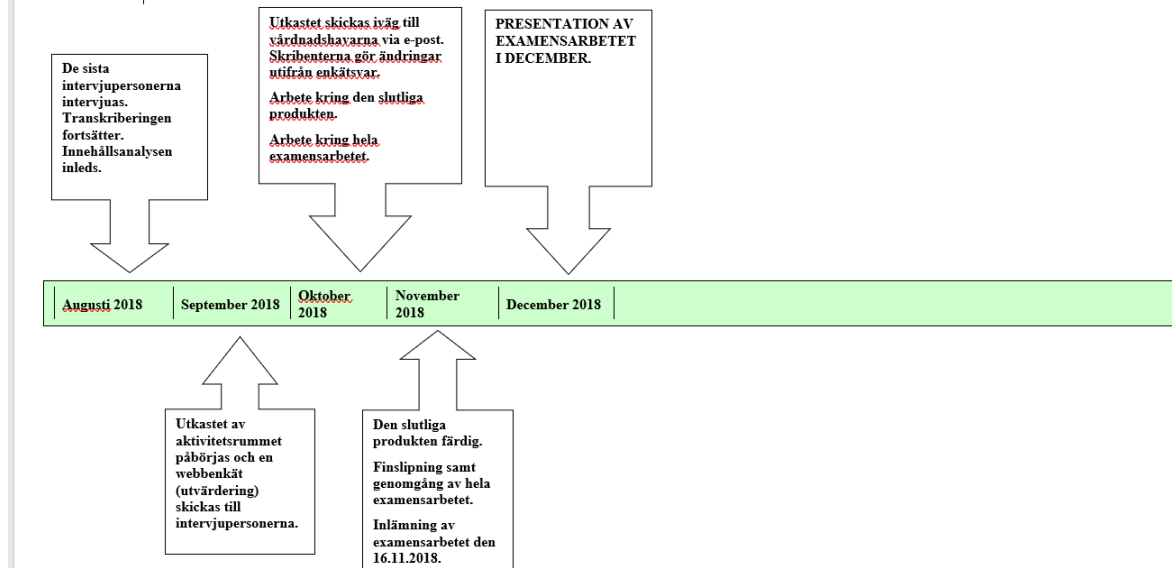 De sista
intervjupersonerna
intervjuas.
Transkriberingen
fortsätter.
Innehållsanalysen
inleds.
Utkastet skickas iväg till
vårdnadshavarna via e-post.
Skribenterna gör ändringar
utifrån enkätsvar.
Arbete kring den slutliga
produkten.
Arbete kring hela
examensarbetet.
PRESENTATION AV
EXAMENSARBETET
I DECEMBER.
Augusti 2018
September 2018
Oktober
2018
November
2018
December 2018
Utkastet av
aktivitetsrummet
påbörjas och en
webbenkät
(utvärdering)
skickas till
intervjupersonerna.
Den slutliga
produkten färdig.
Finslipning samt
genomgång av hela
examensarbetet.
Inlämning av
examensarbetet den
16.11.2018.